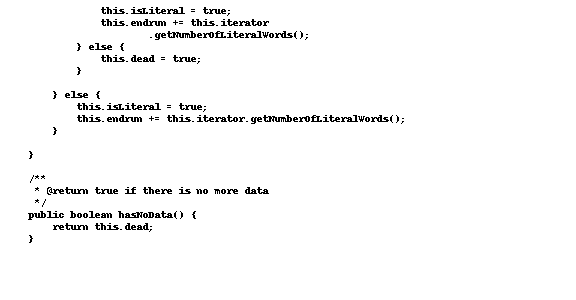 this.isLiteral = true;
            this.endrun += this.iterator
                    .getNumberOfLiteralWords();
        } else {
            this.dead = true;
        }
    } else {
        this.isLiteral = true;
        this.endrun += this.iterator.getNumberOfLiteralWords();
    }
}
/**
 * @return true if there is no more data
 */
public boolean hasNoData() {
    return this.dead;
}